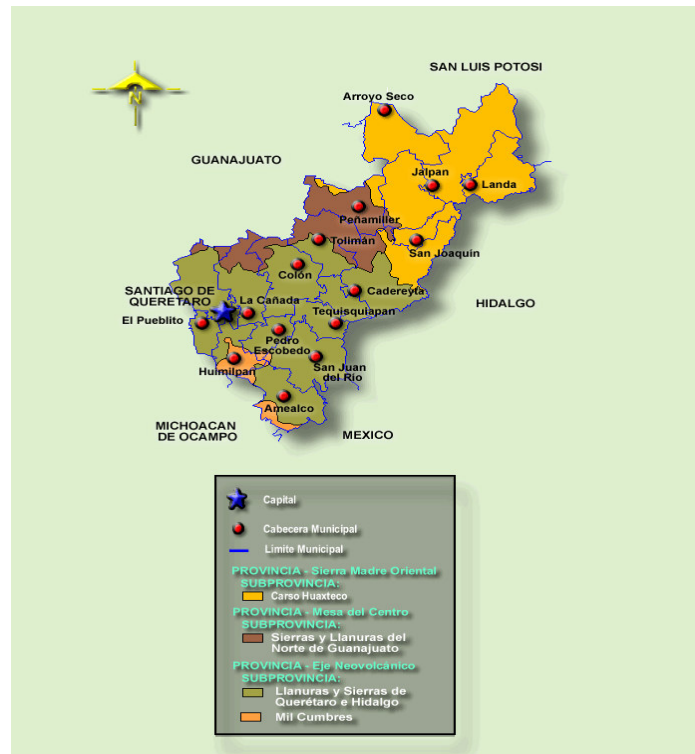 SAN LUIS POTOSI
Arroyo Seco
N
GUANAJUATO
Jalpan
Landa
Peñamiller
Tolimán
San Joaquín
Colón
SANTIAGO DE
QUERETARO
Cadereyta
La Cañada
HIDALGO
Tequisquiapan
El Pueblito
Pedro
Escobedo
Huimilpan
San Juan
del Río
Amealco
MICHOACAN
DE OCAMPO
MEXICO
Capital
Cabecera Municipal
Límite Municipal
PROVINCIA - Sierra Madre Oriental
SUBPROVINCIA:
Carso Huaxteco
PROVINCIA - Mesa del Centro
SUBPROVINCIA:
Sierras y Llanuras del
Norte de Guanajuato
PROVINCIA - Eje Neovolcánico
SUBPROVINCIA:
Llanuras y Sierras de
Querétaro e Hidalgo
Mil Cumbres